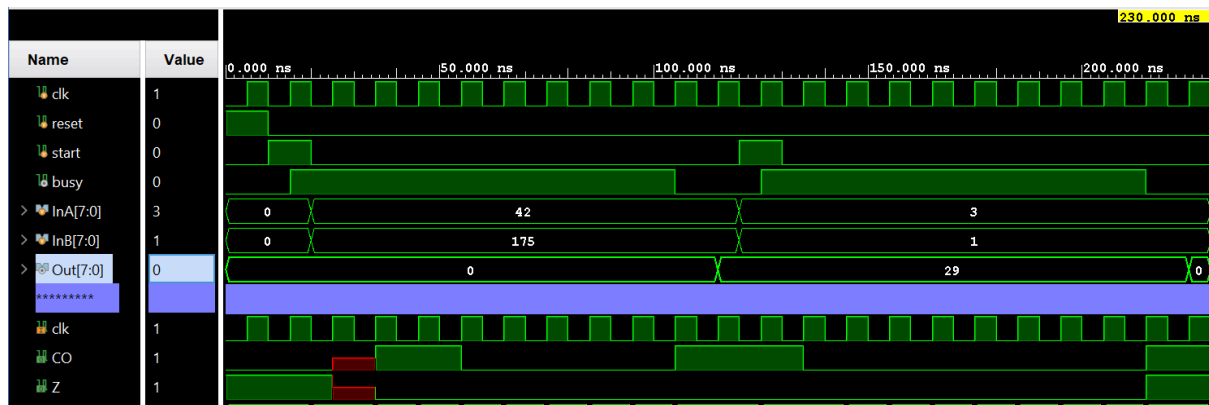 230.000 ns
Name Value
0.000 ns 50.000 ns 100.000 ns 150.000 ns 200.000 ns
clk 1
reset 0
start 0
busy 0
InA[7:0] 3 0 42 3
InB[7:0] 1 0 175 1
Out[7:0] 0 0 29 0
*********
clk 1
CO 1
Z 1